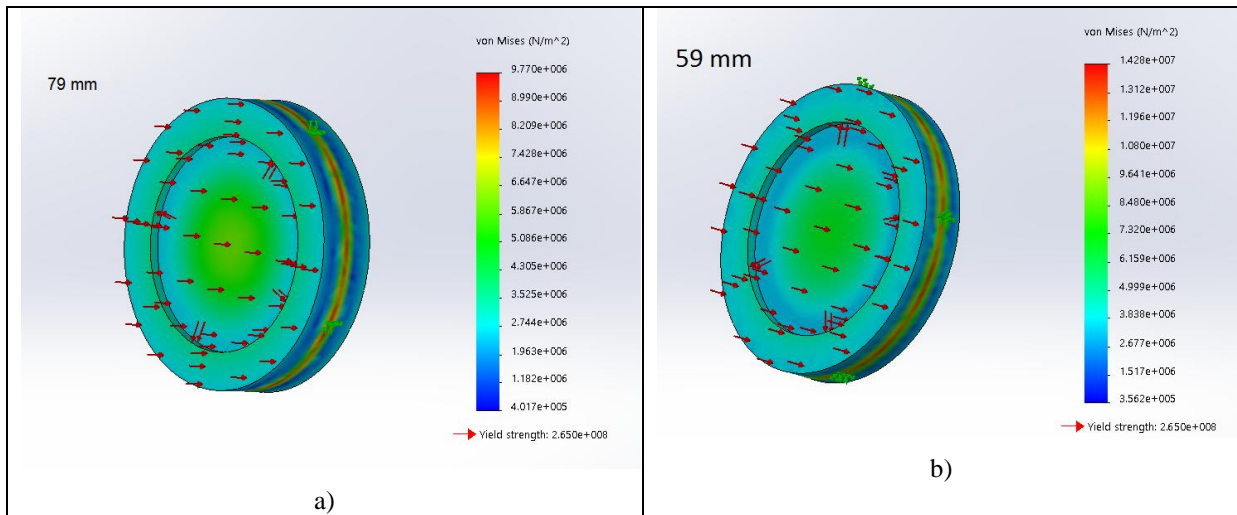 79 mm
von Mises (N/m^2)
9.770e+006
8.990e+006
8.209e+006
7.428e+006
6.647e+006
5.867e+006
5.086e+006
4.305e+006
3.525e+006
2.744e+006
1.963e+006
1.182e+006
4.017e+005
Yield strength: 2.650e+008
a)
59 mm
von Mises (N/m^2)
1.428e+007
1.312e+007
1.196e+007
1.080e+007
9.641e+006
8.480e+006
7.320e+006
6.159e+006
4.999e+006
3.838e+006
2.677e+006
1.517e+006
3.562e+005
Yield strength: 2.650e+008
b)